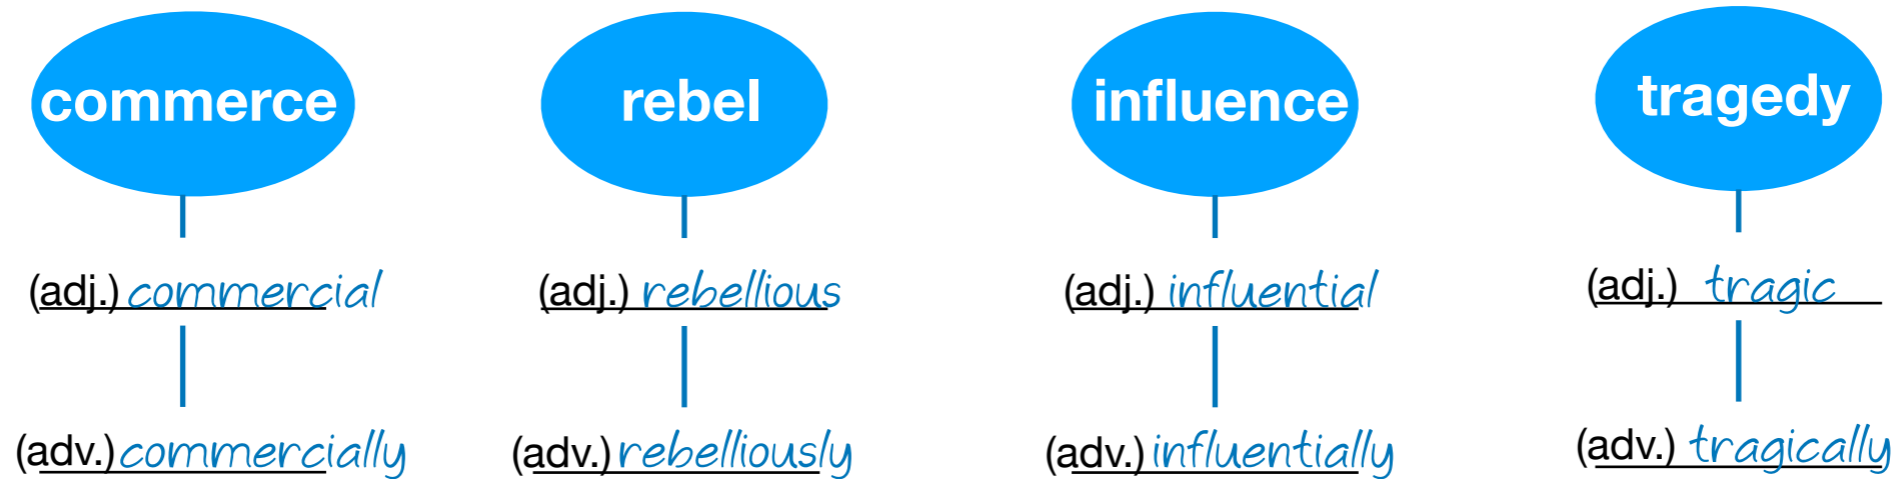 commerce rebel influence tragedy
(adj.) commercial (adj.) rebellious (adj.) influential (adj.) tragic
(adv.) commercially (adv.) rebelliously (adv.) influentially (adv.) tragically